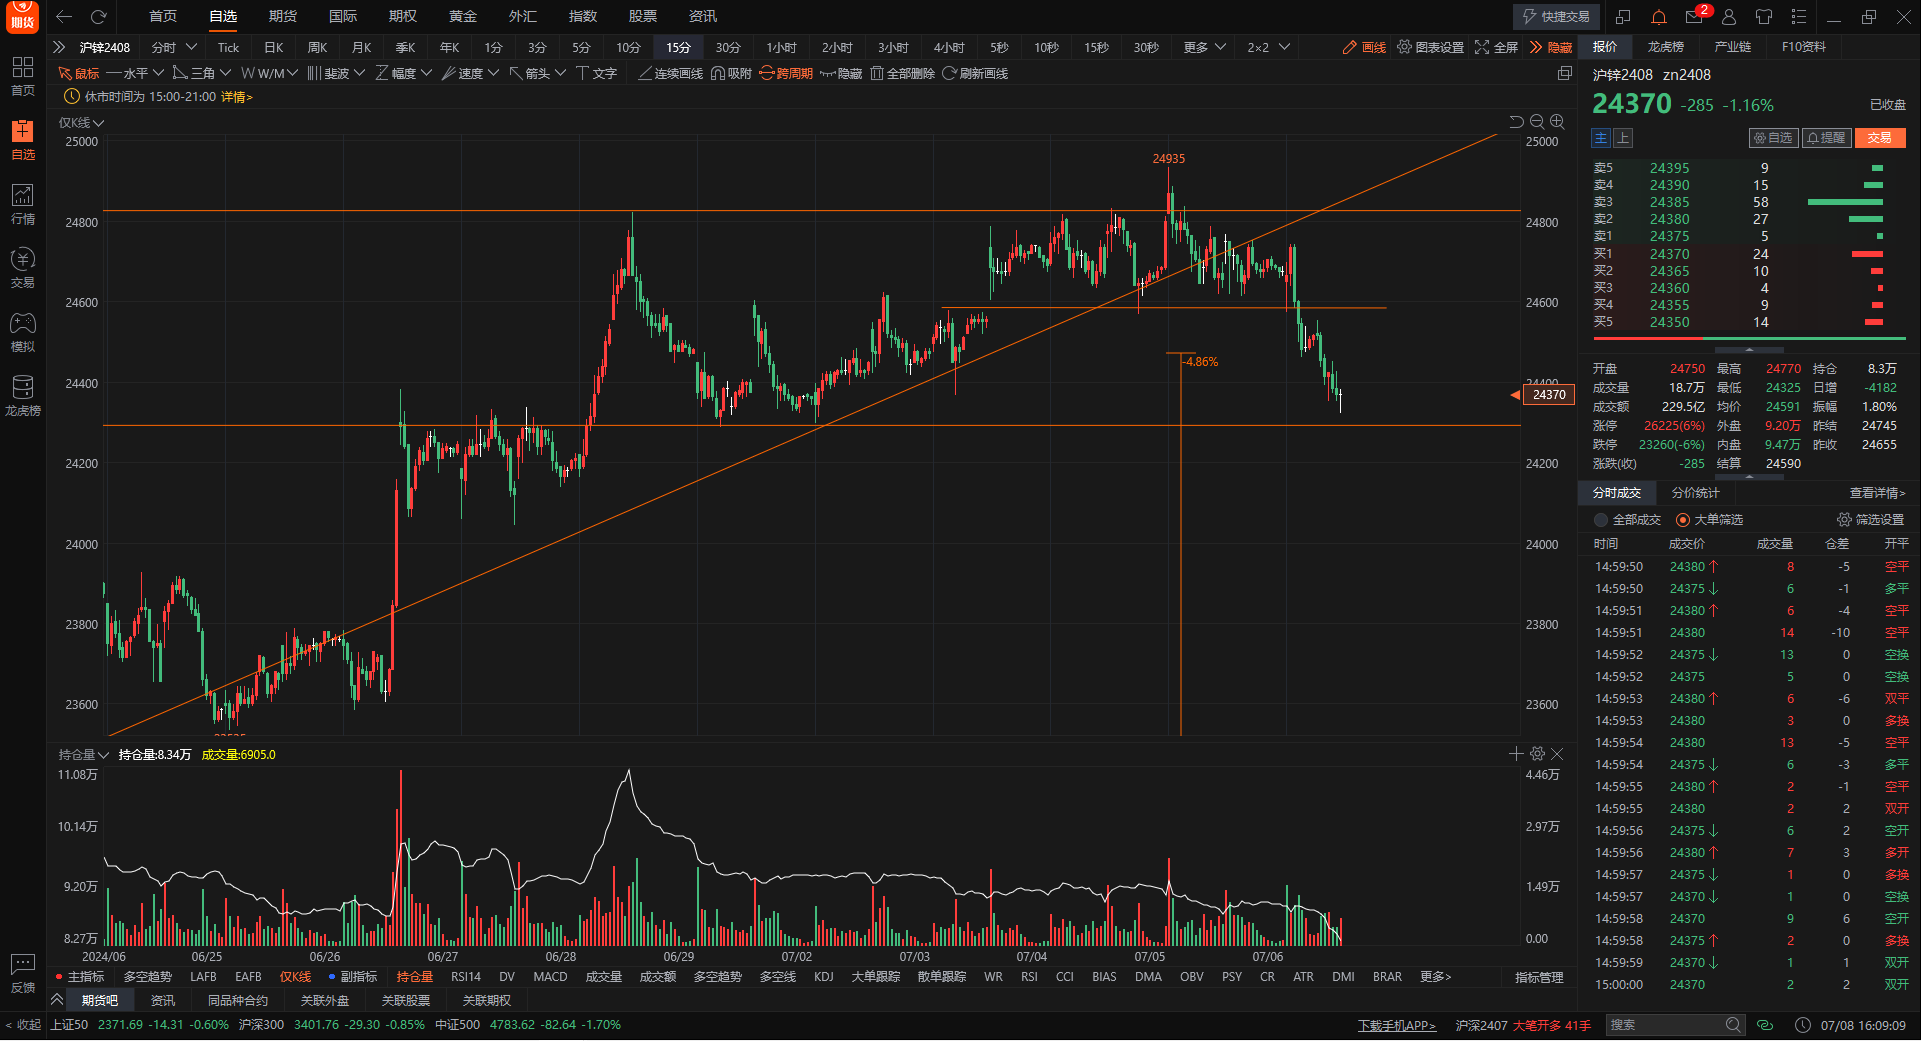 期货
首页 自选 期货 国际 期权 黄金 外汇 指数 股票 资讯
快捷交易 2
沪锌2408 分时 Tick 日K 周K 月K 季K 年K 1分 3分 5分 10分 15分 30分 1小时 2小时 3小时 4小时 5秒 10秒 15秒 30秒 更多 2×2 画线 图表设置 全屏 隐藏
鼠标 水平 三角 W/M 斐波 幅度 速度 箭头 文字 连续画线 吸附 跨周期 隐藏 全部删除 刷新画线
休市时间为 15:00-21:00 详情>
首页
自选
行情
交易
模拟
龙虎榜
反馈
< 收起
仅K线
25000 25000
24800 24800
24600 24600
24400 24400
24200 24200
24000 24000
23800 23800
23600 23600
24935
-4.86%
24370
持仓量 持仓量:8.34万 成交量:6905.0
11.08万 4.46万
10.14万 2.97万
9.20万 1.49万
8.27万 0.00
2024/06 06/25 06/26 06/27 06/28 06/29 07/02 07/03 07/04 07/05 07/06
主指标 多空趋势 LAFB EAFB 仅K线 副指标 持仓量 RSI14 DV MACD 成交量 成交额 多空趋势 多空线 KDJ 大单跟踪 散单跟踪 WR RSI CCI BIAS DMA OBV PSY CR ATR DMI BRAR 更多> 指标管理
期货吧 资讯 同品种合约 关联外盘 关联股票 关联期权
上证50 2371.69 -14.31 -0.60% 沪深300 3401.76 -29.30 -0.85% 中证500 4783.62 -82.64 -1.70%
下载手机APP> 沪深2407 大笔开多 41手 搜索 07/08 16:09:09
报价 龙虎榜 产业链 F10资料
沪锌2408 zn2408
24370 -285 -1.16% 已收盘
主 上 自选 提醒 交易
卖5 24395 9
卖4 24390 15
卖3 24385 58
卖2 24380 27
卖1 24375 5
买1 24370 24
买2 24365 10
买3 24360 4
买4 24355 9
买5 24350 14
开盘 24750 最高 24770 持仓 8.3万
成交量 18.7万 最低 24325 日增 -4182
成交额 229.5亿 均价 24591 振幅 1.80%
涨停 26225(6%) 外盘 9.20万 昨结 24745
跌停 23260(-6%) 内盘 9.47万 昨收 24655
涨跌(收) -285 结算 24590
分时成交 分价统计 查看详情>
全部成交 大单筛选 筛选设置
时间 成交价 成交量 仓差 开平
14:59:50 24380↑ 8 -5 空平
14:59:50 24375↓ 6 -1 多平
14:59:51 24380↑ 6 -4 空平
14:59:51 24380 14 -10 空平
14:59:52 24375↓ 13 0 空换
14:59:52 24375 5 0 空换
14:59:53 24380↑ 6 -6 双平
14:59:53 24380 3 0 多换
14:59:54 24380 13 -5 空平
14:59:54 24375↓ 6 -3 多平
14:59:55 24380↑ 2 -1 空平
14:59:55 24380 2 2 双开
14:59:56 24375↓ 6 2 空开
14:59:56 24380↑ 7 3 多开
14:59:57 24375↓ 1 0 多换
14:59:57 24370↓ 1 0 空换
14:59:58 24370 9 6 空开
14:59:58 24375↑ 2 0 多换
14:59:59 24370↓ 1 1 双开
15:00:00 24370 2 2 双开